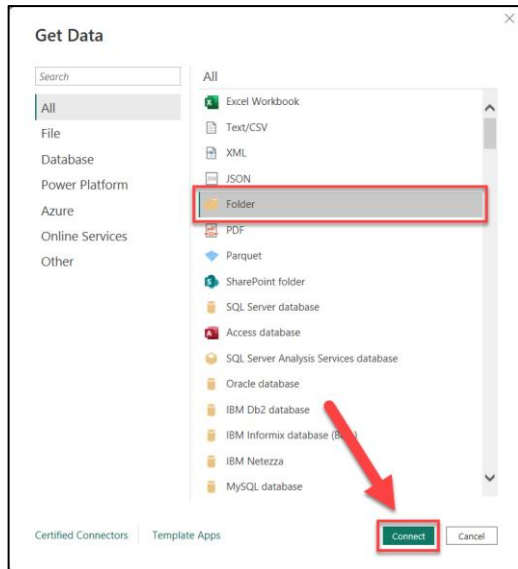 Get Data
Search
All
File
Database
Power Platform
Azure
Online Services
Other
All
Excel Workbook
Text/CSV
XML
JSON
Folder
PDF
Parquet
SharePoint folder
SQL Server database
Access database
SQL Server Analysis Services database
Oracle database
IBM Db2 database
IBM Informix database
IBM Netezza
MySQL database
Certified Connectors
Template Apps
Connect
Cancel